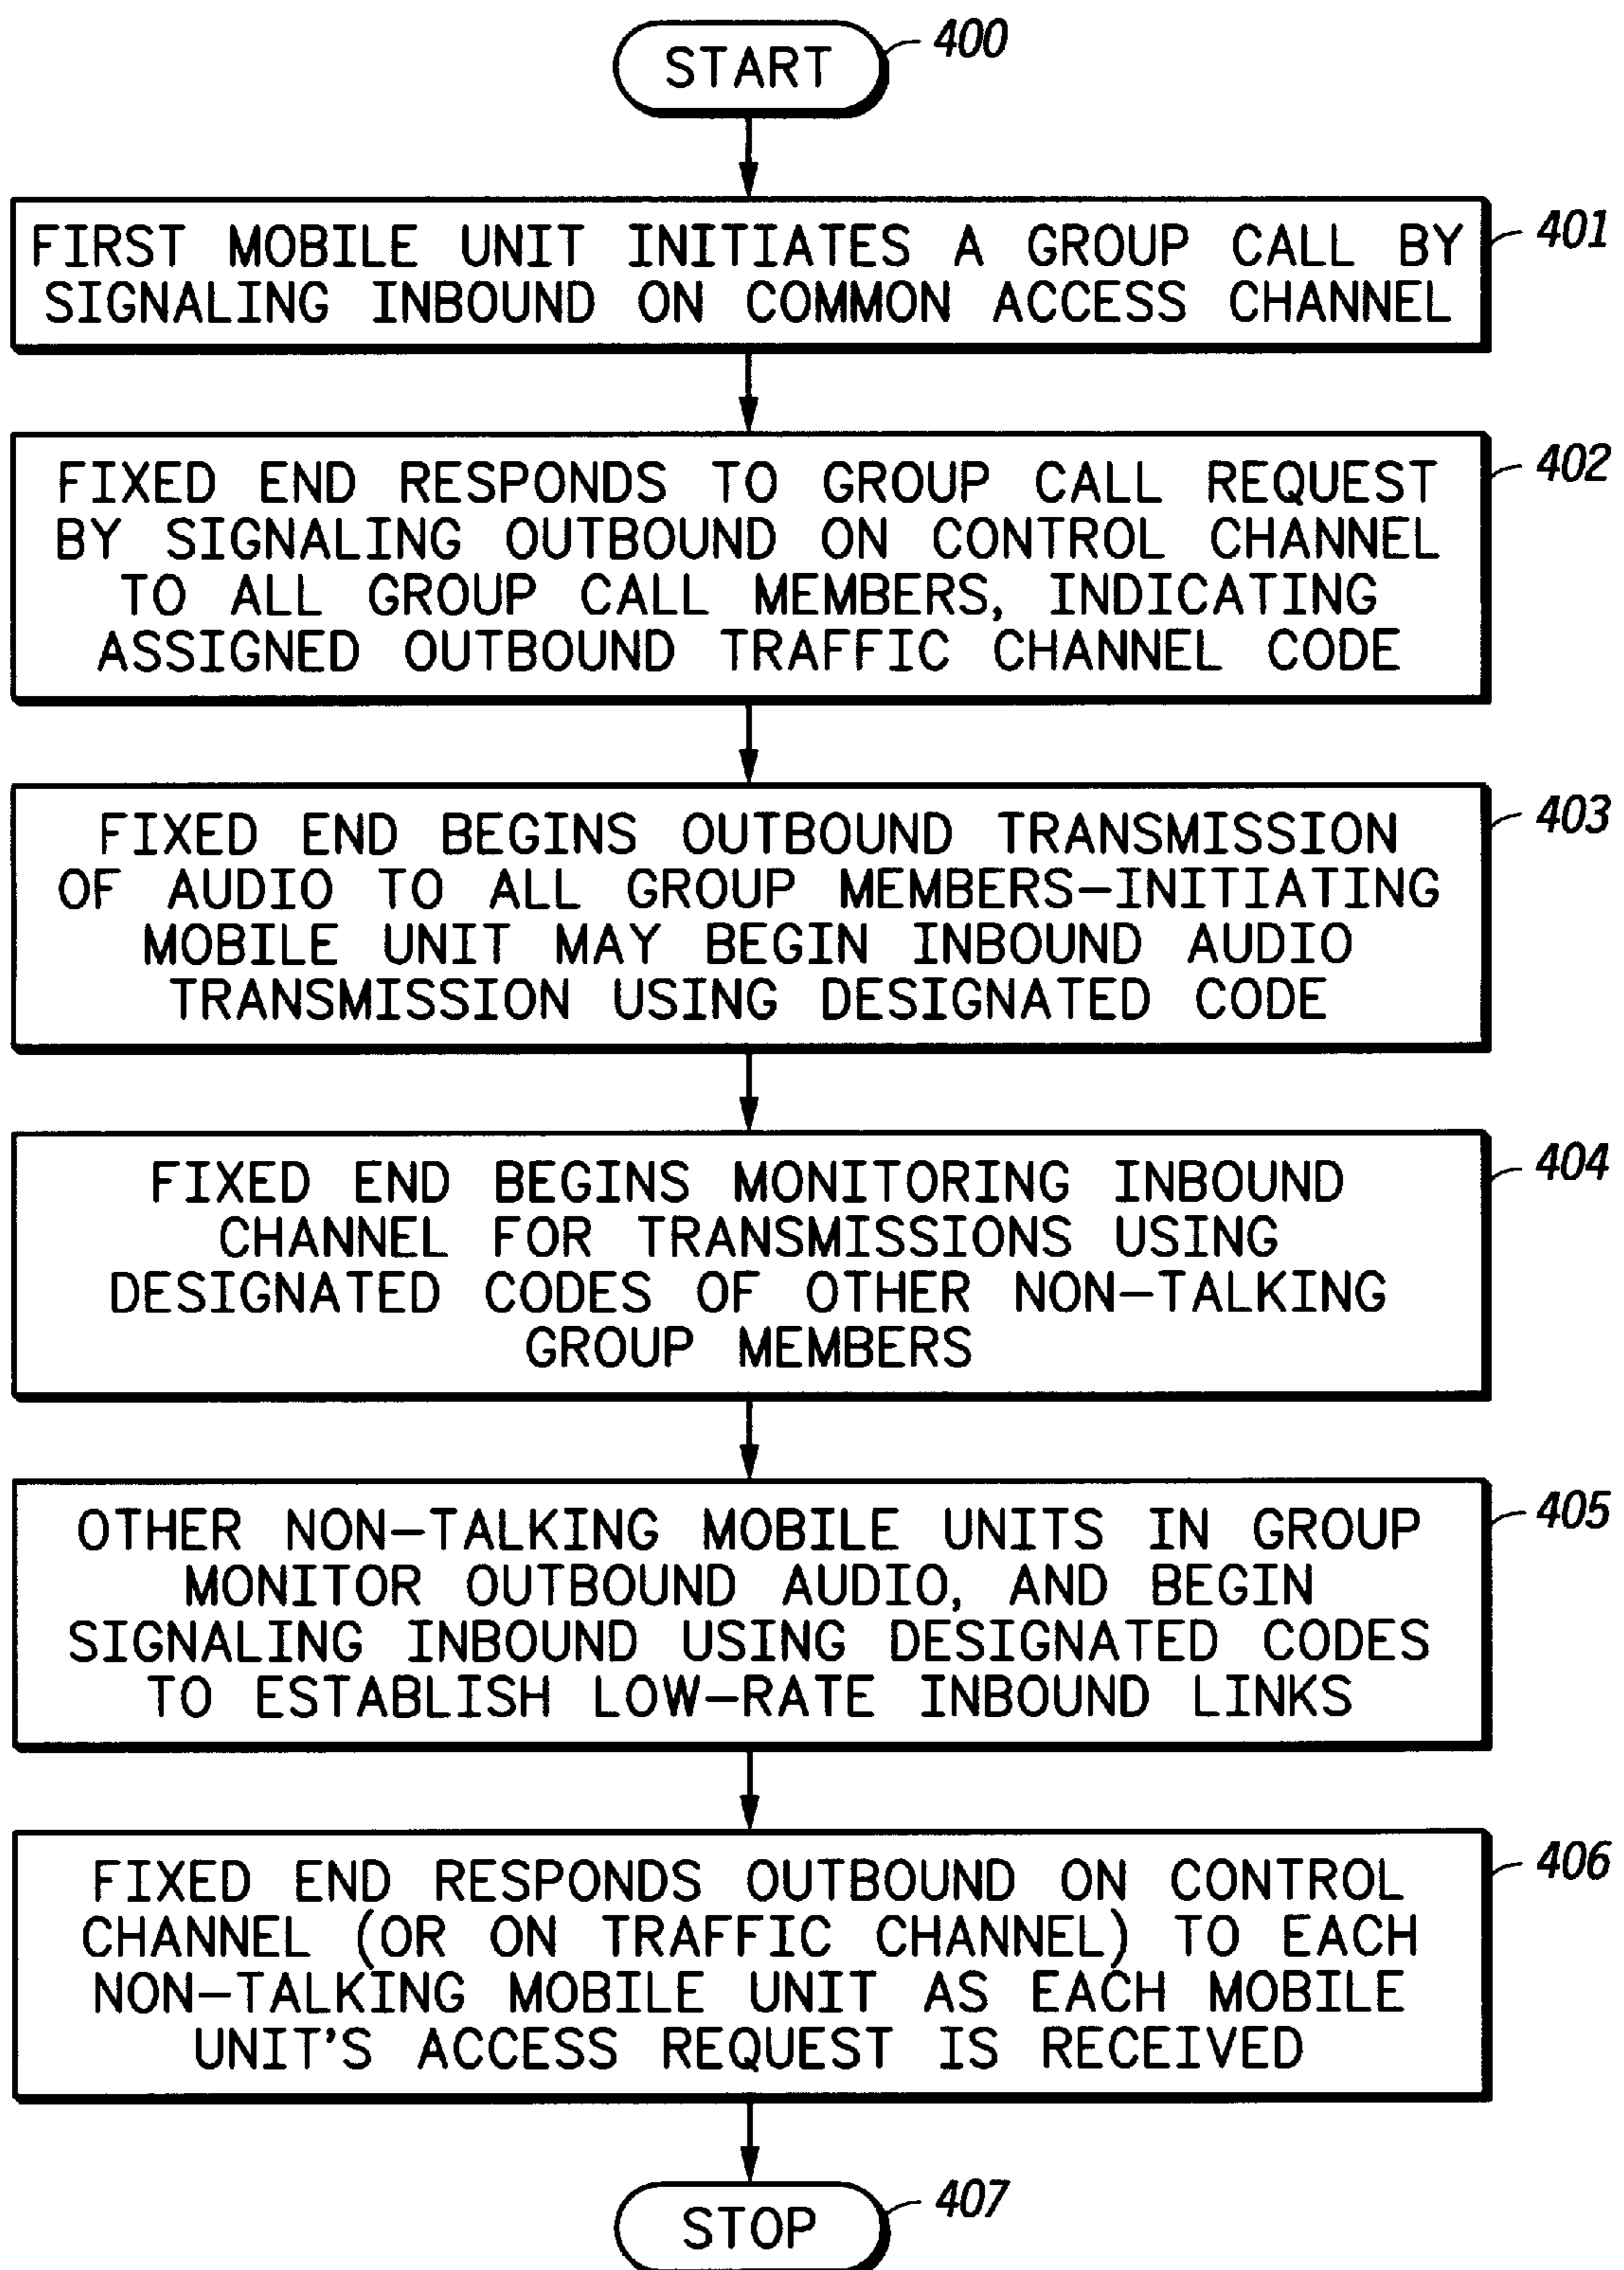 START
400
FIRST MOBILE UNIT INITIATES A GROUP CALL BY
SIGNALING INBOUND ON COMMON ACCESS CHANNEL
401
FIXED END RESPONDS TO GROUP CALL REQUEST
BY SIGNALING OUTBOUND ON CONTROL CHANNEL
TO ALL GROUP CALL MEMBERS, INDICATING
ASSIGNED OUTBOUND TRAFFIC CHANNEL CODE
402
FIXED END BEGINS OUTBOUND TRANSMISSION
OF AUDIO TO ALL GROUP MEMBERS-INITIATING
MOBILE UNIT MAY BEGIN INBOUND AUDIO
TRANSMISSION USING DESIGNATED CODE
403
FIXED END BEGINS MONITORING INBOUND
CHANNEL FOR TRANSMISSIONS USING
DESIGNATED CODES OF OTHER NON-TALKING
GROUP MEMBERS
404
OTHER NON-TALKING MOBILE UNITS IN GROUP
MONITOR OUTBOUND AUDIO, AND BEGIN
SIGNALING INBOUND USING DESIGNATED CODES
TO ESTABLISH LOW-RATE INBOUND LINKS
405
FIXED END RESPONDS OUTBOUND ON CONTROL
CHANNEL (OR ON TRAFFIC CHANNEL) TO EACH
NON-TALKING MOBILE UNIT AS EACH MOBILE
UNIT'S ACCESS REQUEST IS RECEIVED
406
STOP
407